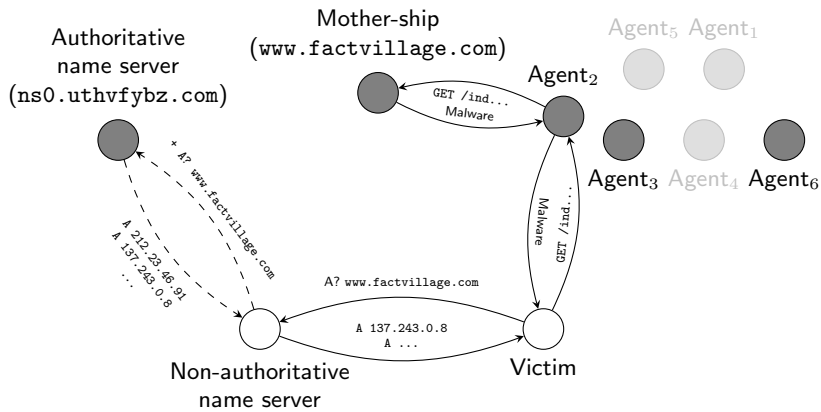 Mother-ship
(www.factvillage.com)
Authoritative
name server
(ns0.uthvfybz.com)
Agent5
Agent1
Agent2
GET /ind...
Malware
Agent3
Agent4
Agent6
+ A? www.factvillage.com
A 212.23.46.91
A 137.243.0.8
...
Malware
GET /ind...
A? www.factvillage.com
A 137.243.0.8
A ...
Non-authoritative
name server
Victim